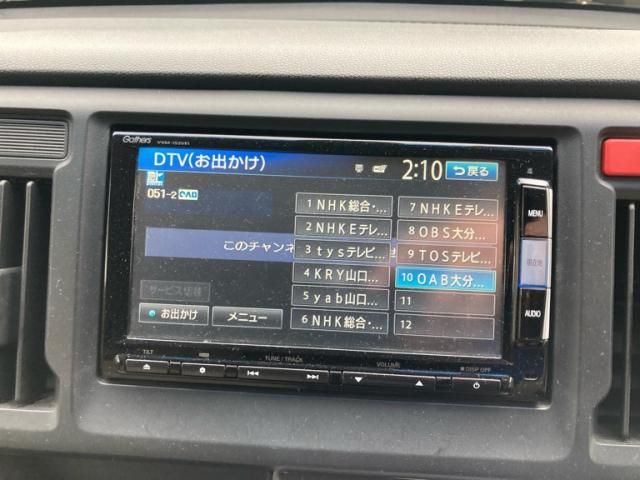 Gathers
DTV(お出かけ)
2:10
戻る
051-2 OAB
1 NHK総合・...
2 NHKEテレ...
3 tysテレビ...
4 KRY山口...
5 yab山口...
6 NHK総合・...
7 NHKEテレ...
8 OBS大分...
9 TOSテレビ...
10 OAB大分...
11
12
このチャンネ
サービス切替
お出かけ
メニュー
MENU
現在地
AUDIO
TILT
TUNE / TRACK
VOLUME
DISP OFF